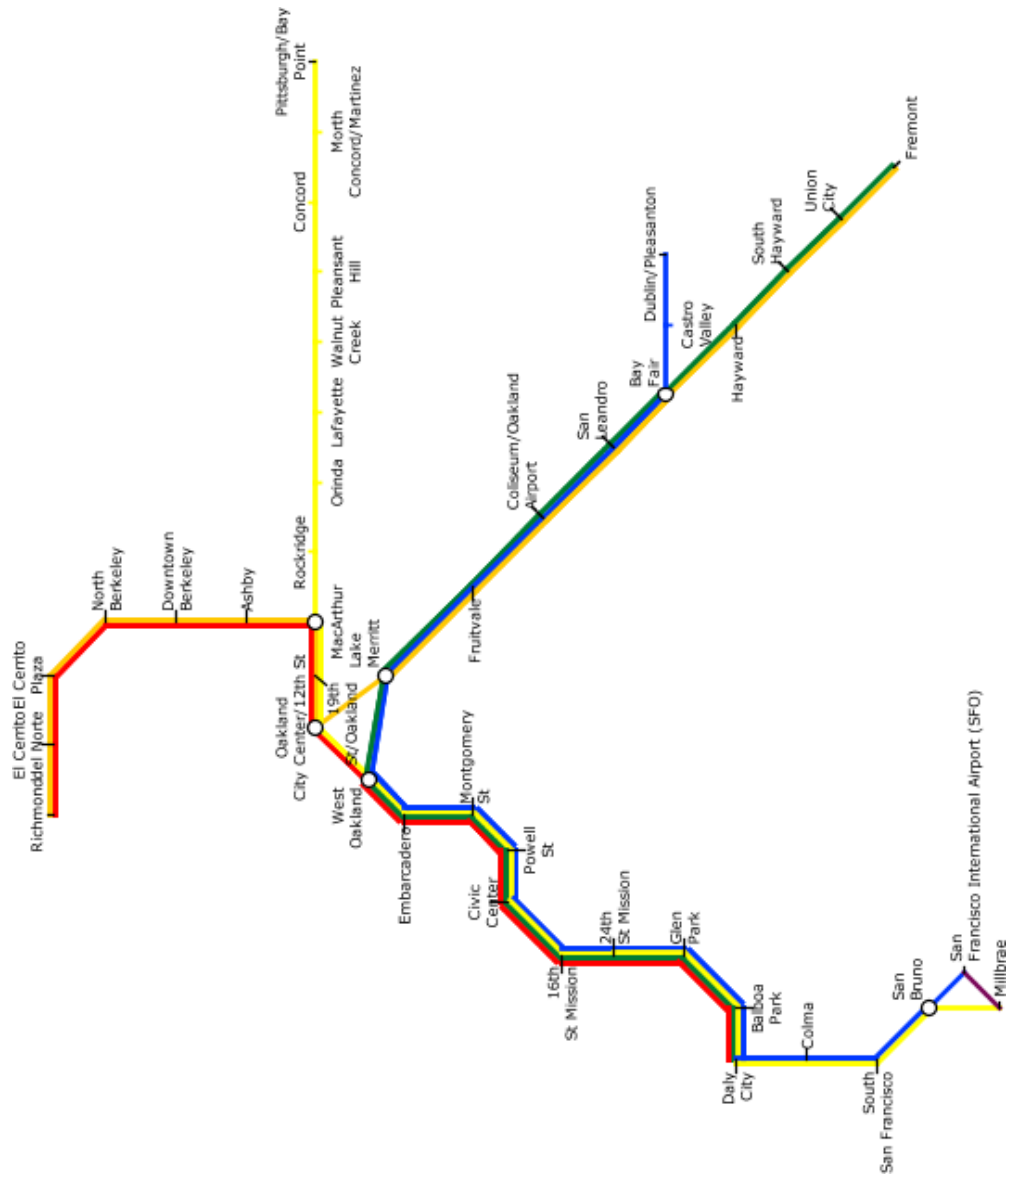 Pittsburgh/Bay
Point
Morth
Concord/Martinez
Concord
Pleansant
Hill
Walnut
Creek
Lafayette
Orinda
Rockridge
MacArthur
19th
St/Oakland
Oakland
City Center/12th St
Lake
Merritt
Ashby
Downtown
Berkeley
North
Berkeley
El Cerrito
Plaza
El Cerrito
del Norte
Richmond
West
Oakland
Embarcadero
Montgomery
St
Powell
St
Civic
Center
16th
St Mission
24th
St Mission
Glen
Park
Balboa
Park
Daly
City
Colma
South
San Francisco
San
Bruno
San
Francisco International Airport (SFO)
Millbrae
Fruitvale
Coliseum/Oakland
Airport
San
Leandro
Bay
Fair
Castro
Valley
Dublin/Pleasanton
Hayward
South
Hayward
Union
City
Fremont